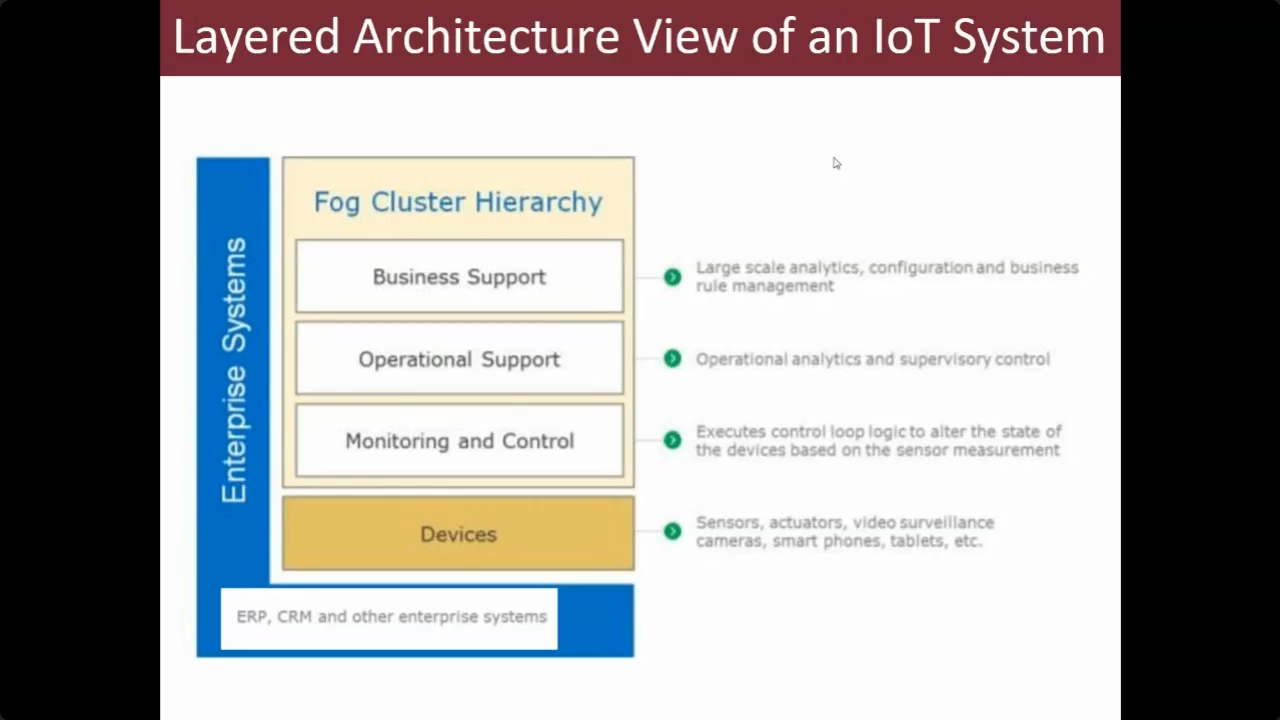 Layered Architecture View of an IoT System
Enterprise Systems
Fog Cluster Hierarchy
Business Support
Large scale analytics, configuration and business
rule management
Operational Support
Operational analytics and supervisory control
Monitoring and Control
Executes control loop logic to alter the state of
the devices based on the sensor measurement
Devices
Sensors, actuators, video surveillance
cameras, smart phones, tablets, etc.
ERP, CRM and other enterprise systems